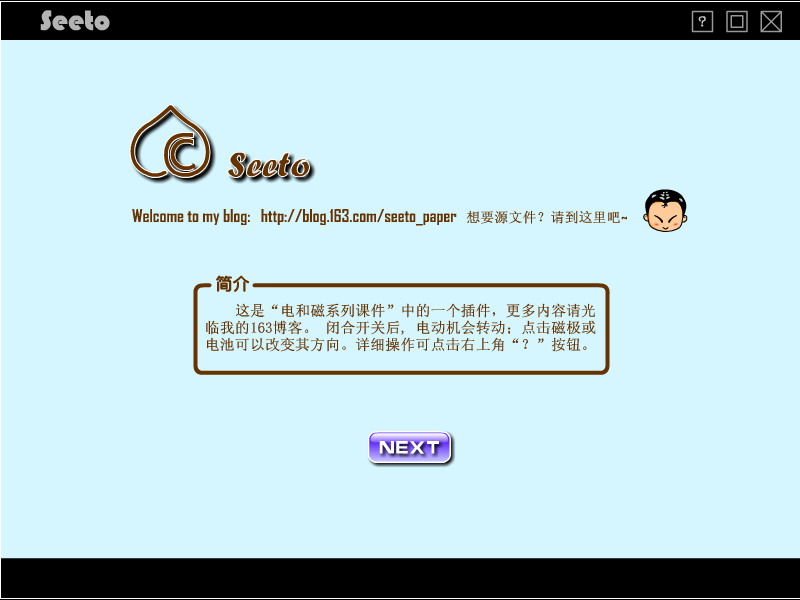 Seeto
?
Seeto
Welcome to my blog: http://blog.163.com/seeto_paper 想要源文件？请到这里吧~
简介
这是“电和磁系列课件”中的一个插件，更多内容请光
临我的163博客。 闭合开关后, 电动机会转动；点击磁极或
电池可以改变其方向。详细操作可点击右上角“？”按钮。
NEXT